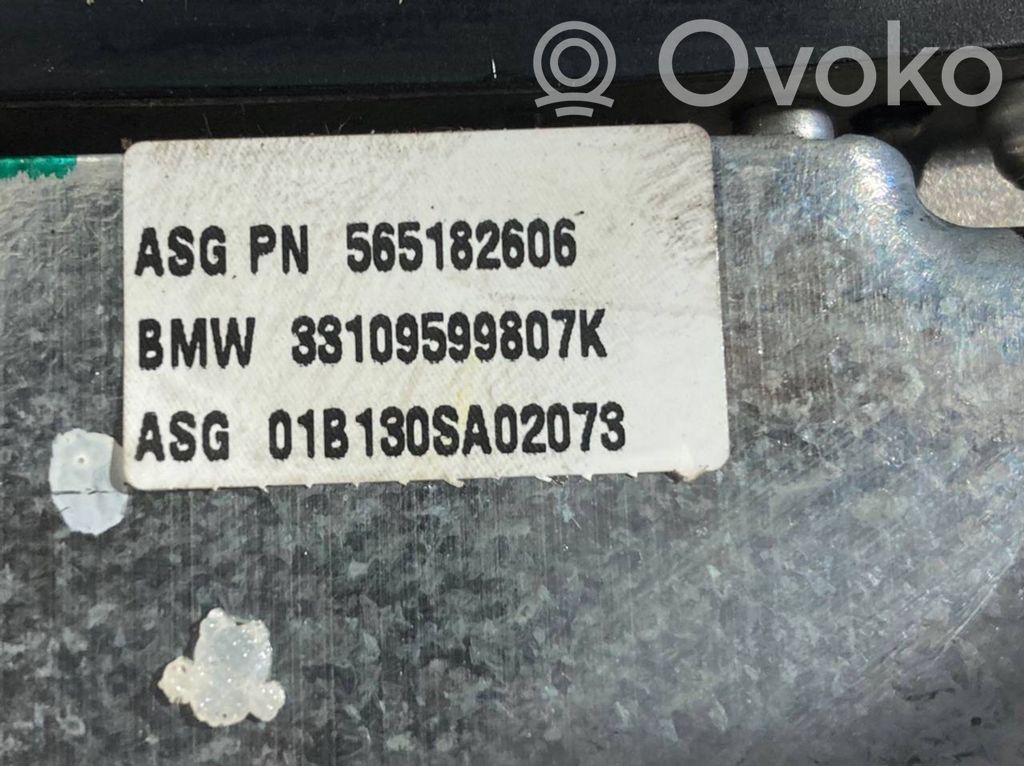 Ovoko
ASG PN 565182606
BMW 33109599807K
ASG 01B130SA02073